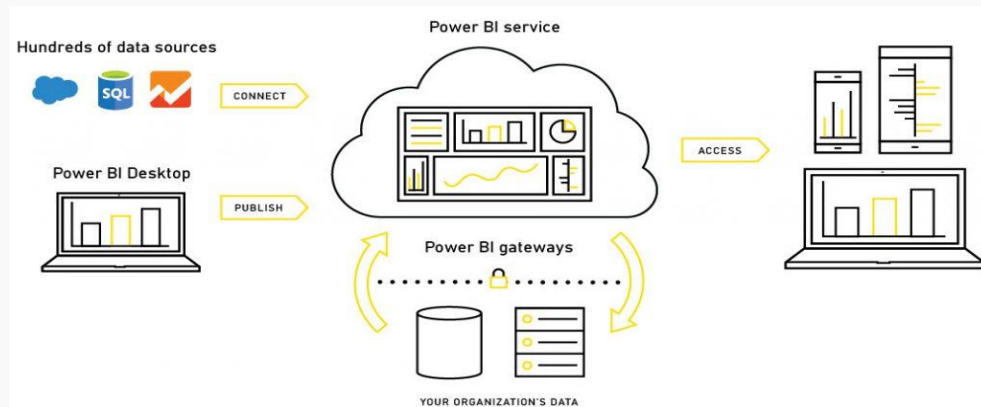 Power BI service
Hundreds of data sources
SQL
CONNECT
ACCESS
Power BI Desktop
PUBLISH
Power BI gateways
YOUR ORGANIZATION'S DATA